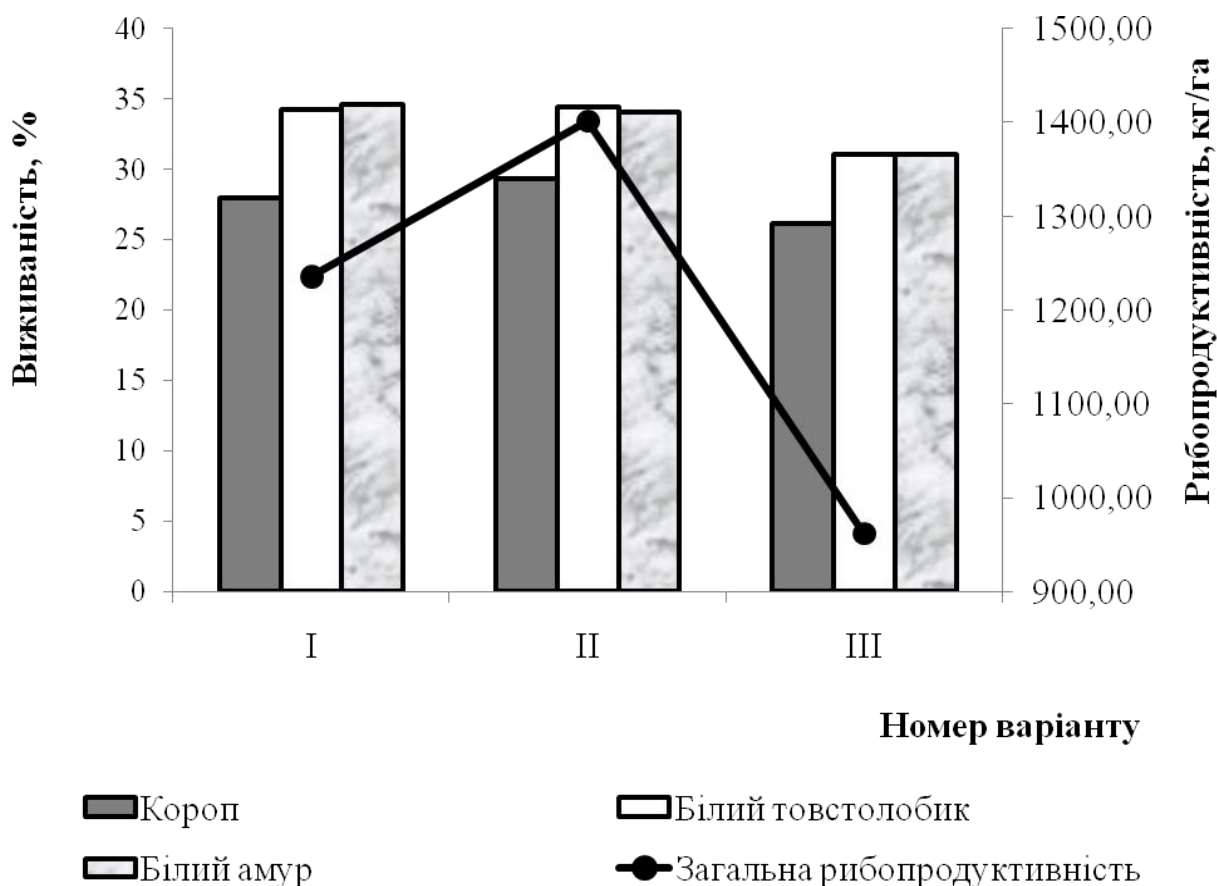 Виживаність, %
40
35
30
25
20
15
10
5
0
1500,00
1400,00
1300,00
1200,00
1100,00
1000,00
900,00
Рибопродуктивність, кг/га
I
II
III
Номер варіанту
Короп
Білий товстолобик
Білий амур
Загальна рибопродуктивність